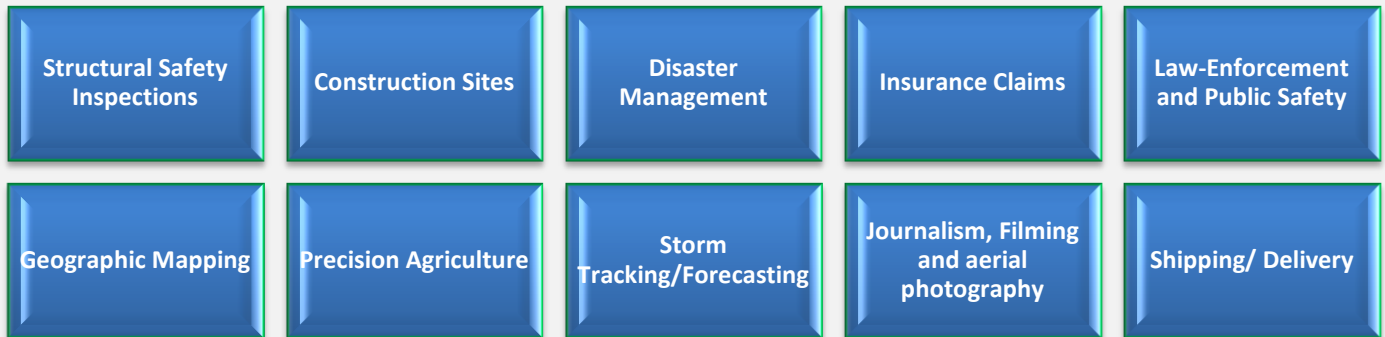 Structural Safety
Inspections
Construction Sites
Disaster
Management
Insurance Claims
Law-Enforcement
and Public Safety
Geographic Mapping
Precision Agriculture
Storm
Tracking/Forecasting
Journalism, Filming
and aerial
photography
Shipping/ Delivery